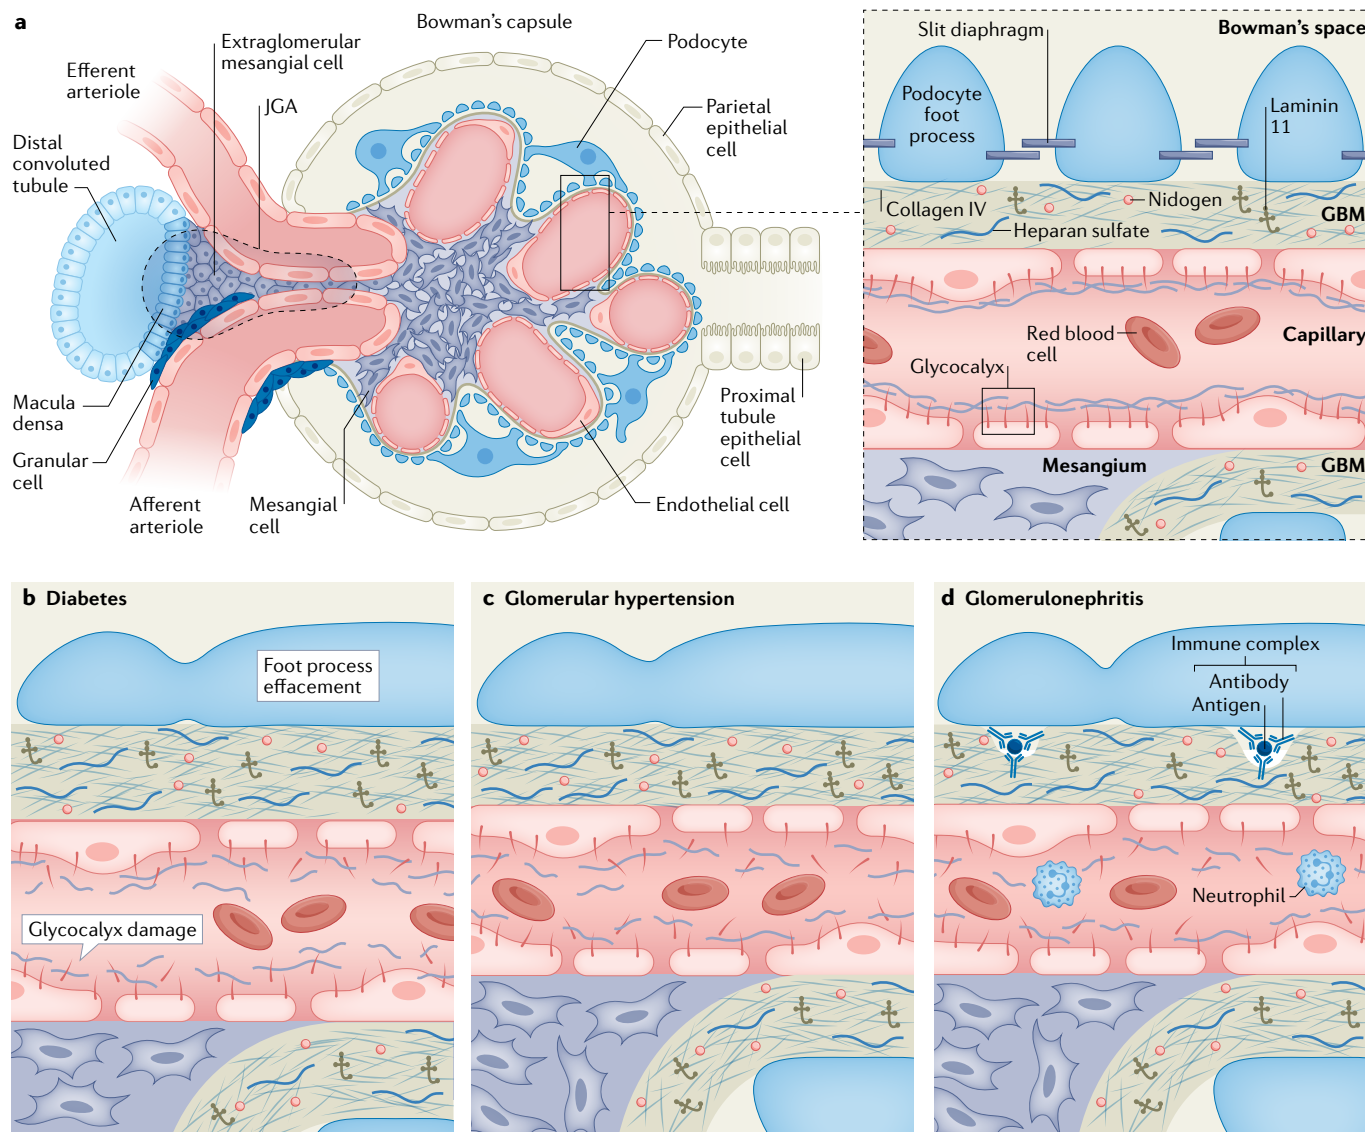 a
Bowman’s capsule
Extraglomerular
mesangial cell
Podocyte
Efferent
arteriole
JGA
Parietal
epithelial
cell
Distal
convoluted
tubule
Macula
densa
Granular
cell
Afferent
arteriole
Mesangial
cell
Endothelial cell
Proximal
tubule
epithelial
cell
Slit diaphragm
Bowman’s space
Podocyte
foot
process
Laminin
11
Collagen IV
Nidogen
GBM
Heparan sulfate
Red blood
cell
Capillary
Glycocalyx
Mesangium
GBM
b Diabetes
Foot process
effacement
Glycocalyx damage
c Glomerular hypertension
d Glomerulonephritis
Immune complex
Antibody
Antigen
Neutrophil